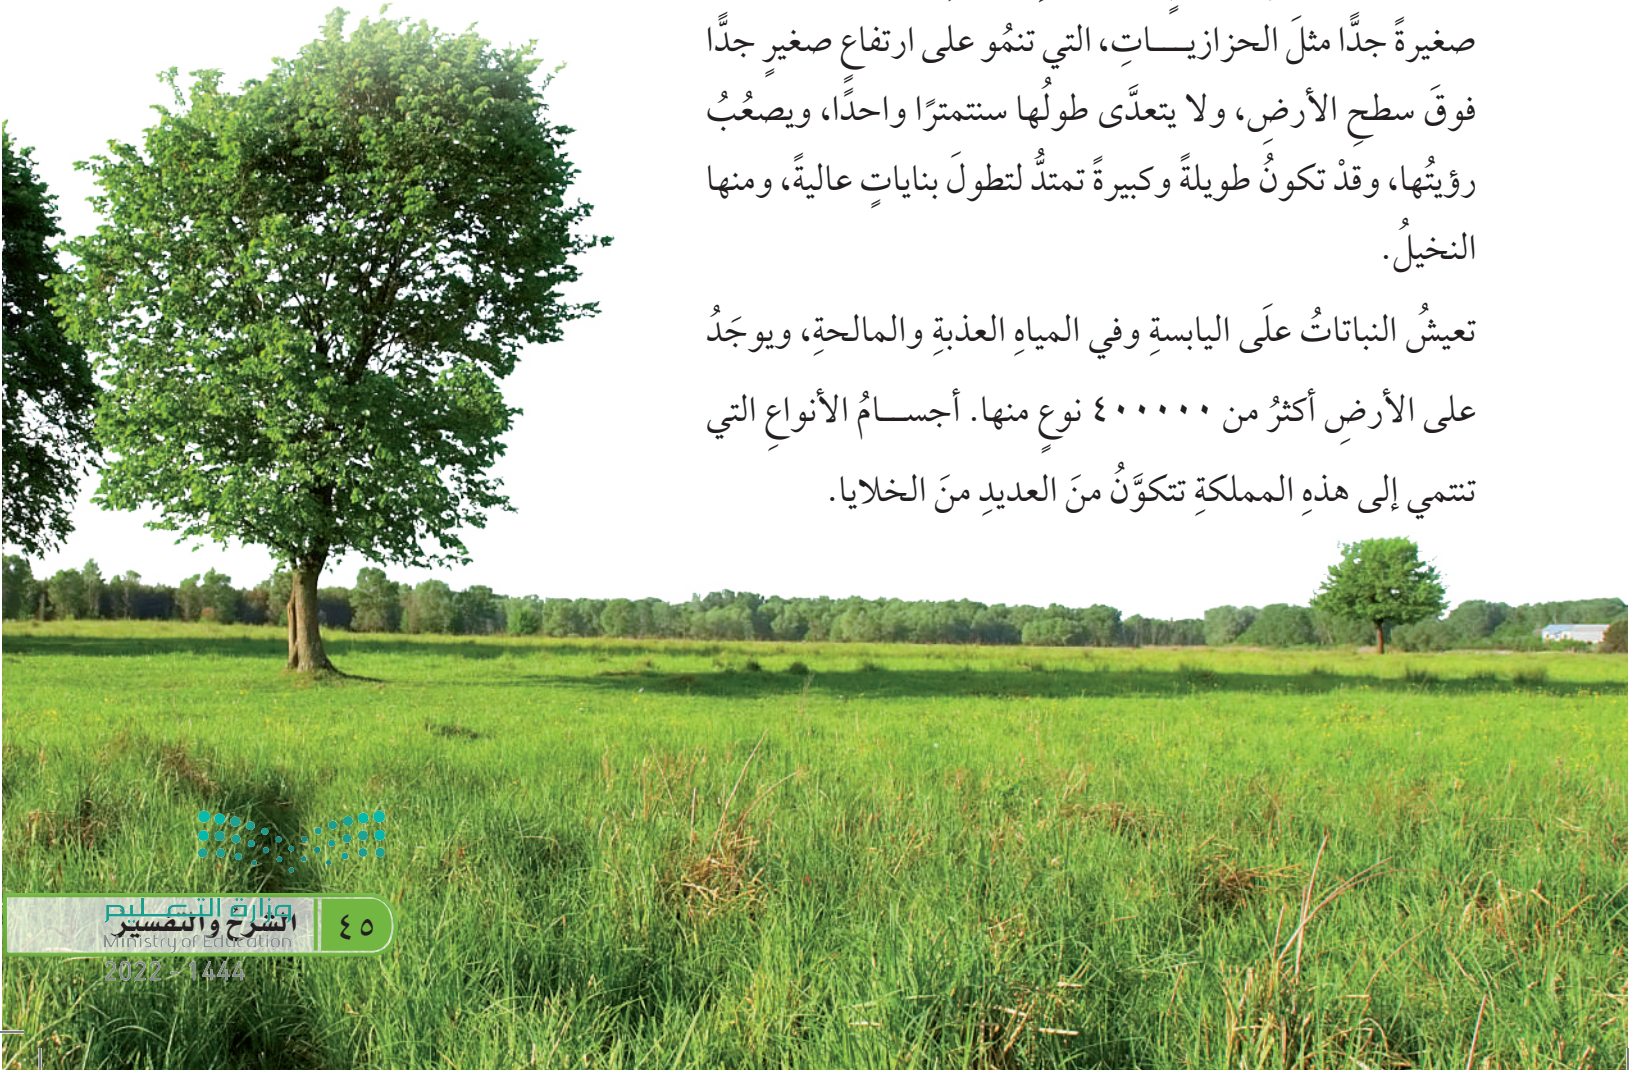 صغيرةً جدًّا مثلَ الحزازيـــاتِ، التي تنمُو على ارتفاعٍ صغيرٍ جدًّا
فوقَ سطحِ الأرضِ، ولا يتعدَّى طولُها سنتمترًا واحدًا، ويصعُبُ
رؤيتُها، وقدْ تكونُ طويلةً وكبيرةً تمتدُّ لتطولَ بناياتٍ عاليةً، ومنها
النخيلُ.
تعيشُ النباتاتُ علَى اليابسةِ وفي المياهِ العذبةِ والمالحةِ، ويوجَدُ
على الأرضِ أكثرُ من ٤٠٠٠٠٠ نوعٍ منها. أجســـامُ الأنواعِ التي
تنتمي إلى هذهِ المملكةِ تتكوَّنُ منَ العديدِ منَ الخلايا.
٤٥ الشرحُ والتفسير
وزارة التعـــليم
Ministry of Education
2022 - 1444